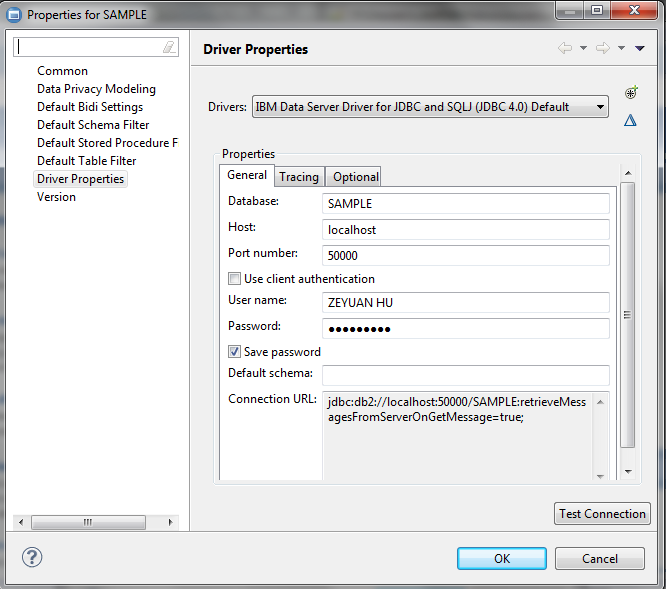 Properties for SAMPLE
Common
Data Privacy Modeling
Default Bidi Settings
Default Schema Filter
Default Stored Procedure F
Default Table Filter
Driver Properties
Version
Driver Properties
Drivers: IBM Data Server Driver for JDBC and SQLJ (JDBC 4.0) Default
Properties
General Tracing Optional
Database: SAMPLE
Host: localhost
Port number: 50000
Use client authentication
User name: ZEYUAN HU
Password: ●●●●●●●●●
Save password
Default schema:
Connection URL: jdbc:db2://localhost:50000/SAMPLE:retrieveMess
agesFromServerOnGetMessage=true;
Test Connection
? OK Cancel